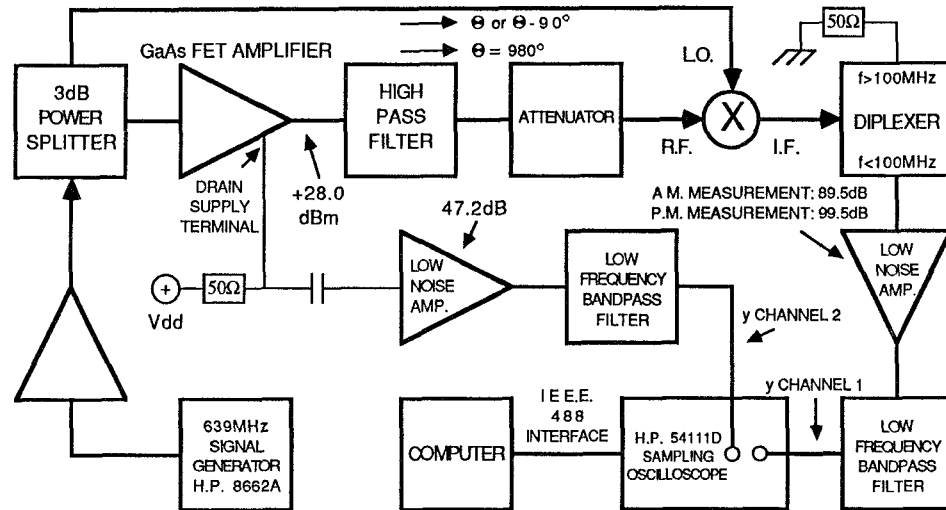 Θ or Θ - 90°
Θ = 980°
50Ω
GaAs FET AMPLIFIER
L.O.
3dB
POWER
SPLITTER
HIGH
PASS
FILTER
ATTENUATOR
X
R.F.
I.F.
f>100MHz
DIPLEXER
f<100MHz
DRAIN
SUPPLY
TERMINAL
+28.0
dBm
A M. MEASUREMENT: 89.5dB
P.M. MEASUREMENT: 99.5dB
47.2dB
LOW
NOISE
AMP.
LOW
FREQUENCY
BANDPASS
FILTER
LOW
NOISE
AMP.
50Ω
+
Vdd
y CHANNEL 2
y CHANNEL 1
639MHz
SIGNAL
GENERATOR
H.P. 8662A
COMPUTER
I E E.E.
488
INTERFACE
H.P. 54111D
SAMPLING
OSCILLOSCOPE
LOW
FREQUENCY
BANDPASS
FILTER